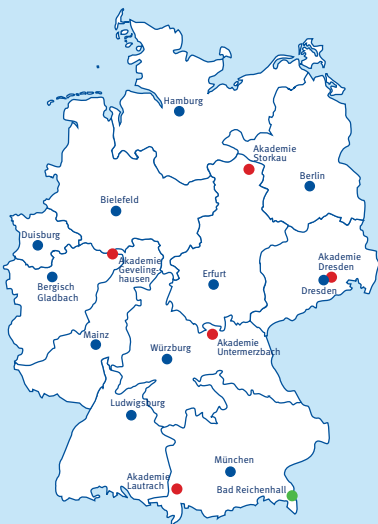 Hamburg
Akademie
Storkau
Berlin
Bielefeld
Duisburg
Akademie
Geveling-
hausen
Bergisch
Gladbach
Erfurt
Akademie
Dresden
Dresden
Mainz
Würzburg
Akademie
Untermerzbach
Ludwigsburg
München
Akademie
Lautrach
Bad Reichenhall